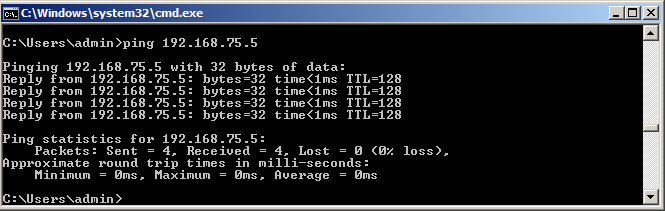 C:\Windows\system32\cmd.exe
C:\Users\admin>ping 192.168.75.5
Pinging 192.168.75.5 with 32 bytes of data:
Reply from 192.168.75.5: bytes=32 time<1ms TTL=128
Reply from 192.168.75.5: bytes=32 time<1ms TTL=128
Reply from 192.168.75.5: bytes=32 time<1ms TTL=128
Reply from 192.168.75.5: bytes=32 time<1ms TTL=128
Ping statistics for 192.168.75.5:
    Packets: Sent = 4, Received = 4, Lost = 0 (0% loss),
Approximate round trip times in milli-seconds:
    Minimum = 0ms, Maximum = 0ms, Average = 0ms
C:\Users\admin>